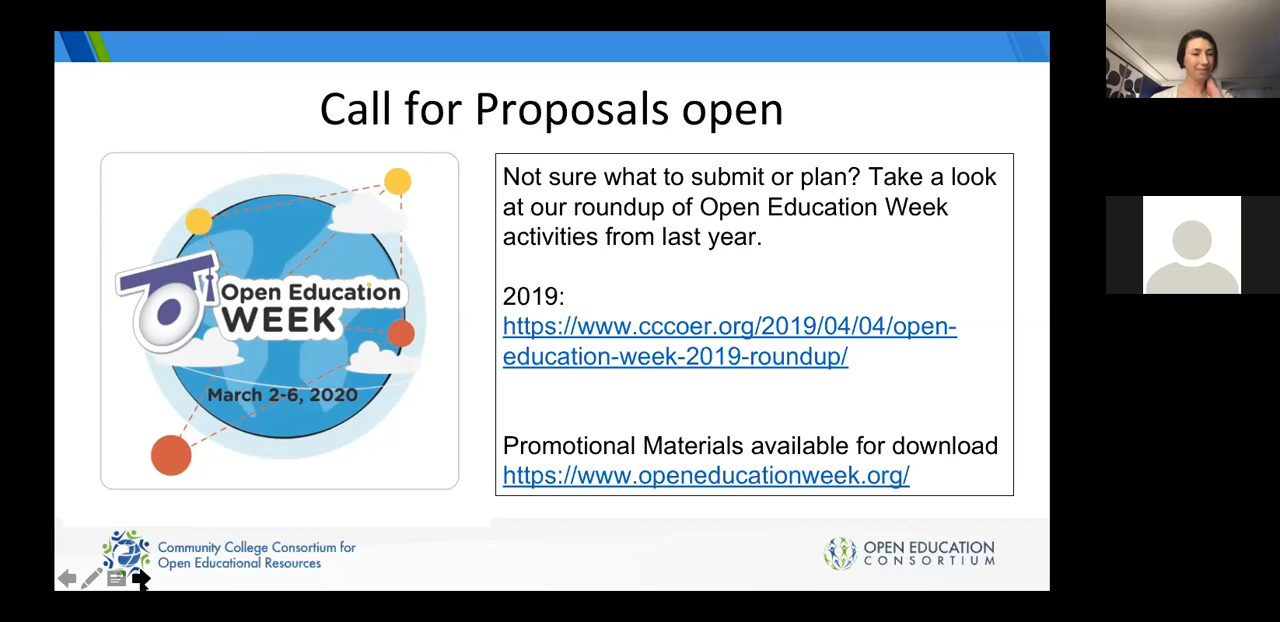 Call for Proposals open
Open Education
WEEK
March 2-6, 2020
Not sure what to submit or plan? Take a look
at our roundup of Open Education Week
activities from last year.
2019:
https://www.cccoer.org/2019/04/04/open-
education-week-2019-roundup/
Promotional Materials available for download
https://www.openeducationweek.org/
Community College Consortium for
Open Educational Resources
OPEN EDUCATION
CONSORTIUM